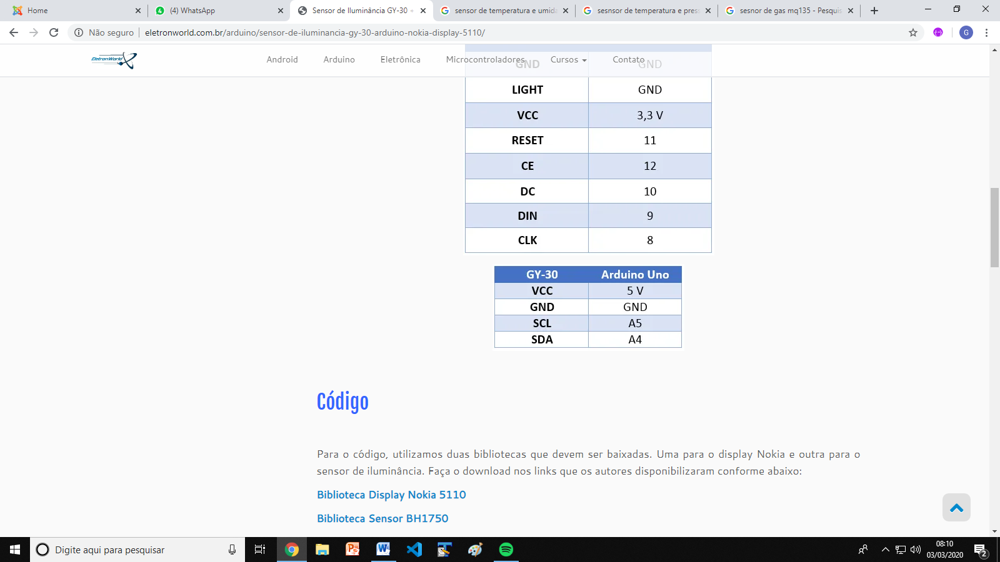 Home
(4) WhatsApp
Sensor de Iluminância GY-30 +
sensor de temperatura e umida
sesnsor de temperatura e pres
sesnor de gas mq135 - Pesquis
Não seguro
eletronworld.com.br/arduino/sensor-de-iluminancia-gy-30-arduino-nokia-display-5110/
G
EletronWorld
Android
Arduino
Eletrônica
Microcontroladores
Cursos
Contato
GND GND
LIGHT GND
VCC 3,3 V
RESET 11
CE 12
DC 10
DIN 9
CLK 8
GY-30 Arduino Uno
VCC 5 V
GND GND
SCL A5
SDA A4
Código
Para o código, utilizamos duas bibliotecas que devem ser baixadas. Uma para o display Nokia e outra para o
sensor de iluminância. Faça o download nos links que os autores disponibilizaram conforme abaixo:
Biblioteca Display Nokia 5110
Biblioteca Sensor BH1750
Digite aqui para pesquisar
08:10
03/03/2020
2